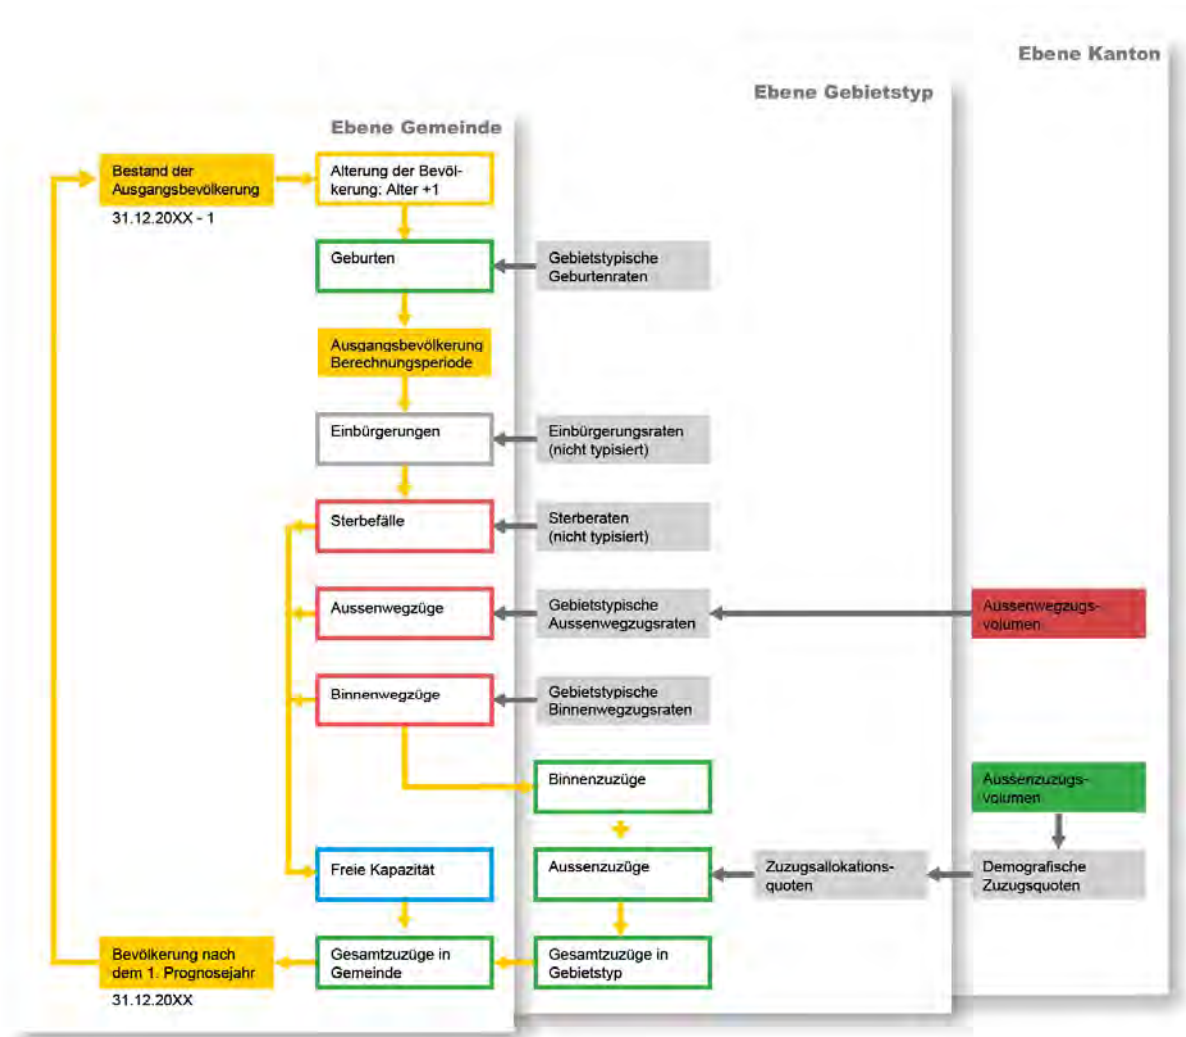 Ebene Kanton
Ebene Gebietstyp
Ebene Gemeinde
Bestand der
Ausgangsbevölkerung
31.12.20XX - 1
Alterung der Bevöl-
kerung: Alter +1
Geburten
Gebietstypische
Geburtenraten
Ausgangsbevölkerung
Berechnungsperiode
Einbürgerungen
Einbürgerungsraten
(nicht typisiert)
Sterbefälle
Sterberaten
(nicht typisiert)
Aussenwegzüge
Gebietstypische
Aussenwegzugsraten
Aussenwegzugs-
volumen
Binnenwegzüge
Gebietstypische
Binnenwegzugsraten
Binnenzuzüge
Aussenzuzugs-
volumen
Freie Kapazität
Aussenzuzüge
Zuzugsallokations-
quoten
Demografische
Zuzugsquoten
Bevölkerung nach
dem 1. Prognosejahr
31.12.20XX
Gesamtzuzüge in
Gemeinde
Gesamtzuzüge in
Gebietstyp